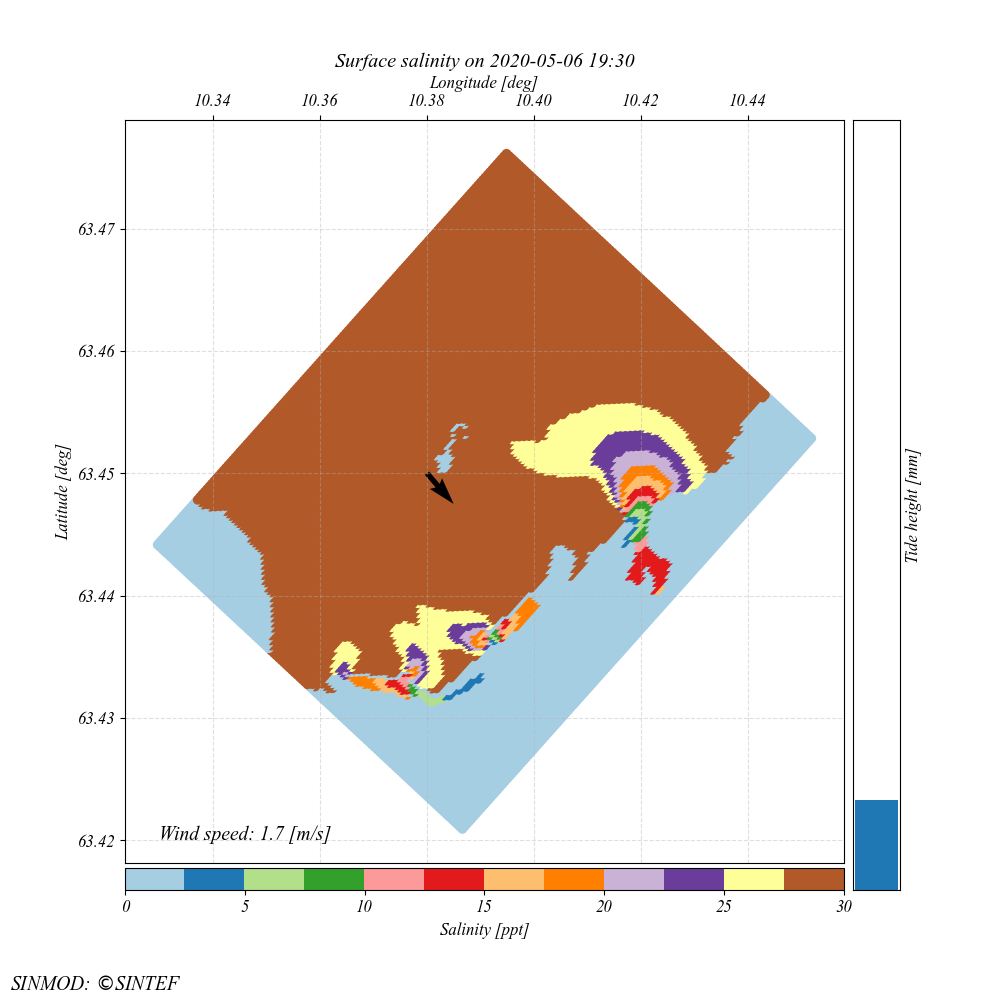 Surface salinity on 2020-05-06 19:30
Longitude [deg]
10.34 10.36 10.38 10.40 10.42 10.44
63.47
63.46
63.45
63.44
63.43
63.42
Latitude [deg]
Tide height [mm]
Wind speed: 1.7 [m/s]
0 5 10 15 20 25 30
Salinity [ppt]
SINMOD: ©SINTEF